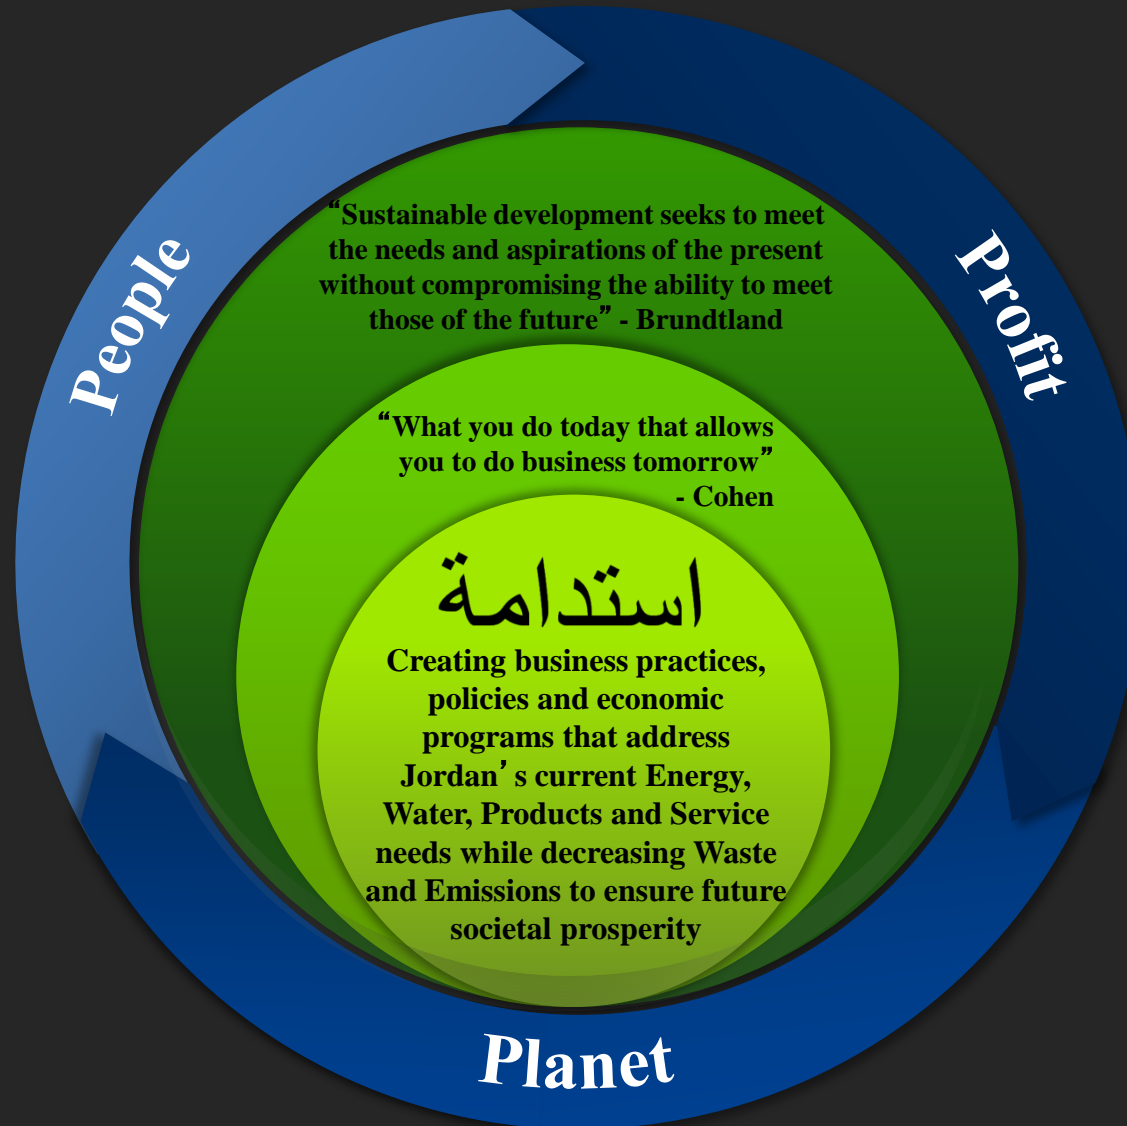 People
Profit
“Sustainable development seeks to meet
the needs and aspirations of the present
without compromising the ability to meet
those of the future” - Brundtland
“What you do today that allows
you to do business tomorrow”
- Cohen
استدامة
Creating business practices,
policies and economic
programs that address
Jordan’s current Energy,
Water, Products and Service
needs while decreasing Waste
and Emissions to ensure future
societal prosperity
Planet